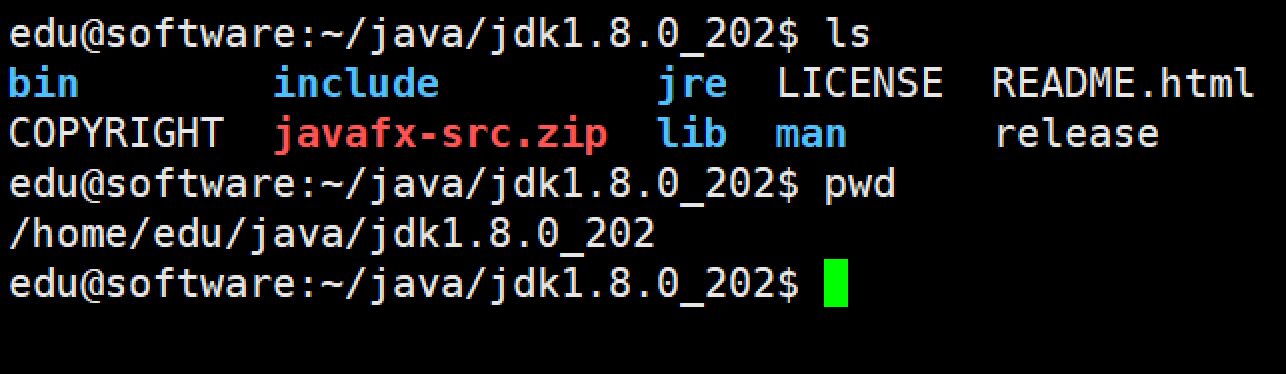 edu@software:~/java/jdk1.8.0_202$ ls
bin        include         jre  LICENSE  README.html
COPYRIGHT  javafx-src.zip  lib  man      release
edu@software:~/java/jdk1.8.0_202$ pwd
/home/edu/java/jdk1.8.0_202
edu@software:~/java/jdk1.8.0_202$